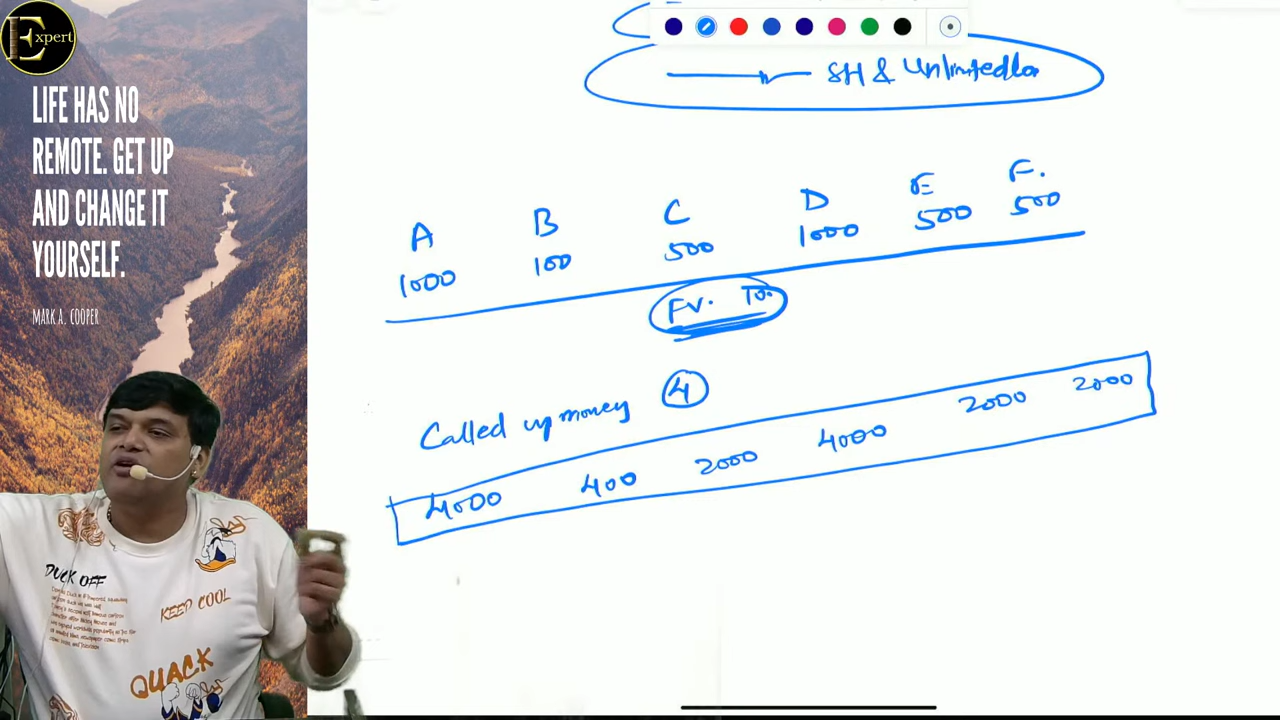 Expert
LIFE HAS NO
REMOTE. GET UP
AND CHANGE IT
YOURSELF.
MARK A. COOPER
SH & Unlimited
A B C D E F.
1000 100 500 1000 500 500
FV. 10.
Called up money 4
4000 400 2000 4000 2000 2000
DUCK OFF
KEEP COOL
QUACK